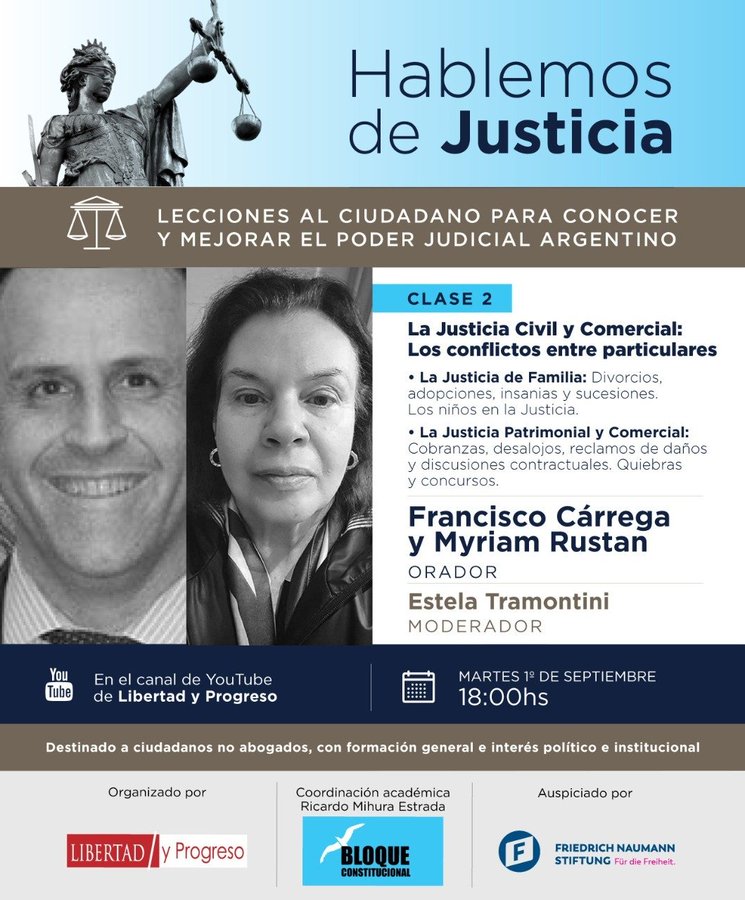 Hablemos
de Justicia
LECCIONES AL CIUDADANO PARA CONOCER
Y MEJORAR EL PODER JUDICIAL ARGENTINO
CLASE 2
La Justicia Civil y Comercial:
Los conflictos entre particulares
• La Justicia de Familia: Divorcios,
adopciones, insanias y sucesiones.
Los niños en la Justicia.
• La Justicia Patrimonial y Comercial:
Cobranzas, desalojos, reclamos de daños
y discusiones contractuales. Quiebras
y concursos.
Francisco Cárrega
y Myriam Rustan
ORADOR
Estela Tramontini
MODERADOR
You
Tube
En el canal de YouTube
de Libertad y Progreso
MARTES 1º DE SEPTIEMBRE
18:00hs
Destinado a ciudadanos no abogados, con formación general e interés político e institucional
Organizado por
LIBERTAD y Progreso
Coordinación académica
Ricardo Mihura Estrada
BLOQUE
CONSTITUCIONAL
Auspiciado por
F
FRIEDRICH NAUMANN
STIFTUNG Für die Freiheit.